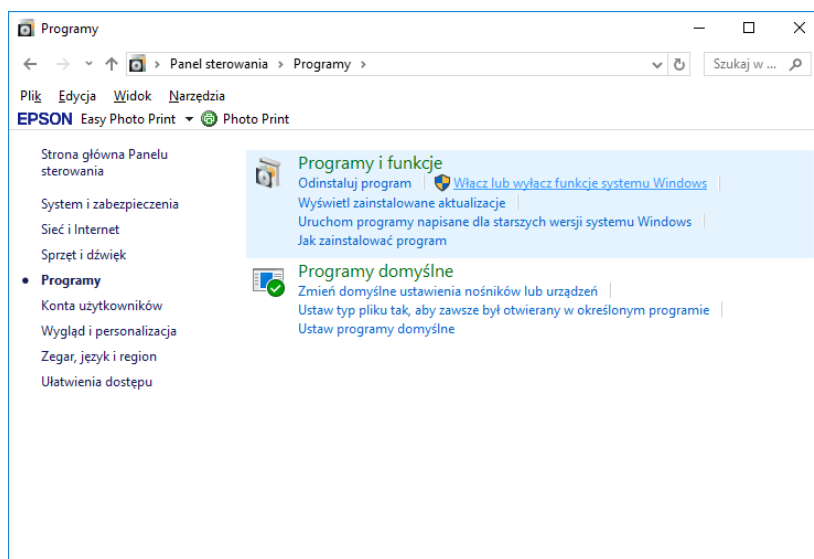 Programy
Panel sterowania > Programy >
Szukaj w ...
Plik Edycja Widok Narzędzia
EPSON Easy Photo Print Photo Print
Strona główna Panelu
sterowania
System i zabezpieczenia
Sieć i Internet
Sprzęt i dźwięk
Programy
Konta użytkowników
Wygląd i personalizacja
Zegar, język i region
Ułatwienia dostępu
Programy i funkcje
Odinstaluj program
Włacz lub wyłącz funkcje systemu Windows
Wyświetl zainstalowane aktualizacje
Uruchom programy napisane dla starszych wersji systemu Windows
Jak zainstalować program
Programy domyślne
Zmień domyślne ustawienia nośników lub urządzeń
Ustaw typ pliku tak, aby zawsze był otwierany w określonym programie
Ustaw programy domyślne